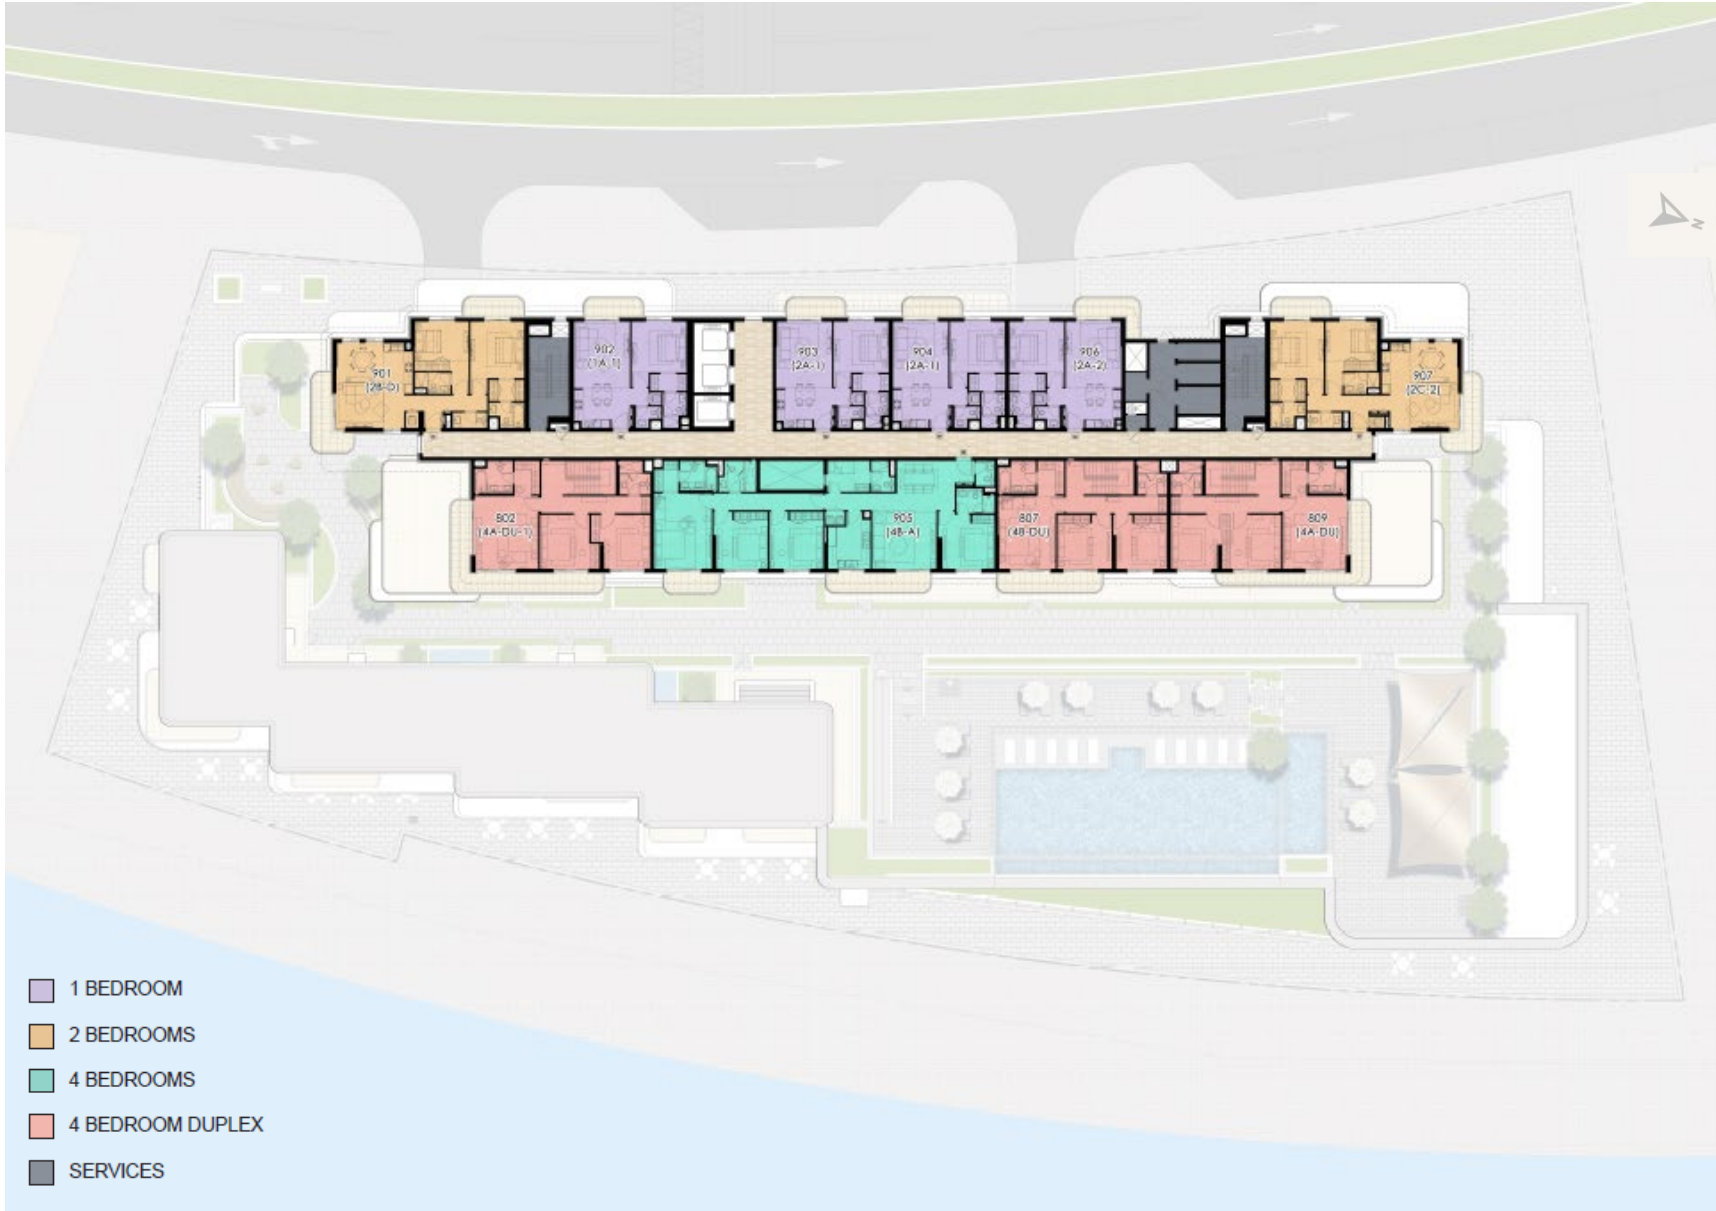 N
902
(1A-1)
903
(2A-1)
904
(2A-1)
906
(2A-2)
901
(2B-D)
907
(2C-2)
802
(4A-DU-1)
905
(4B-A)
807
(4B-DU)
809
(4A-DU)
1 BEDROOM
2 BEDROOMS
4 BEDROOMS
4 BEDROOM DUPLEX
SERVICES